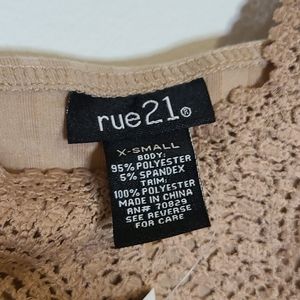 rue21®
X-SMALL
BODY:
95% POLYESTER
5% SPANDEX
TRIM:
100% POLYESTER
MADE IN CHINA
RN# 70829
SEE REVERSE
FOR CARE